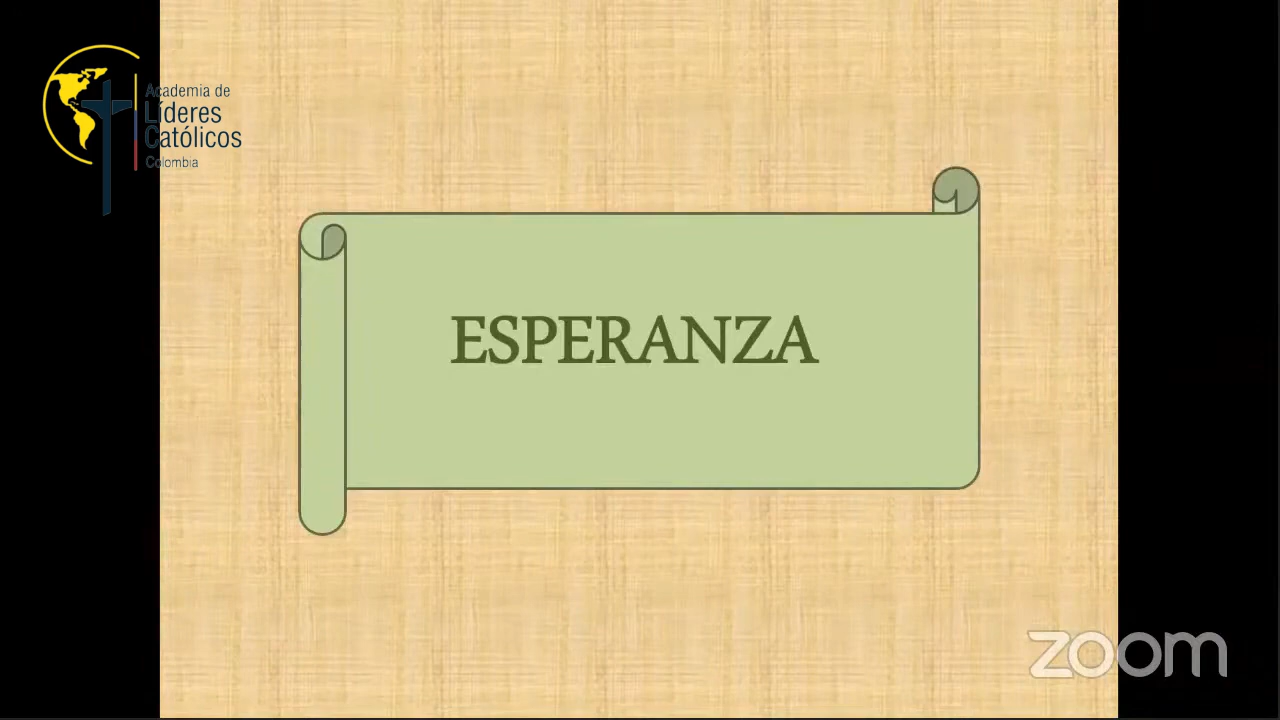 Academia de
Líderes
Católicos
Colombia
ESPERANZA
zoom